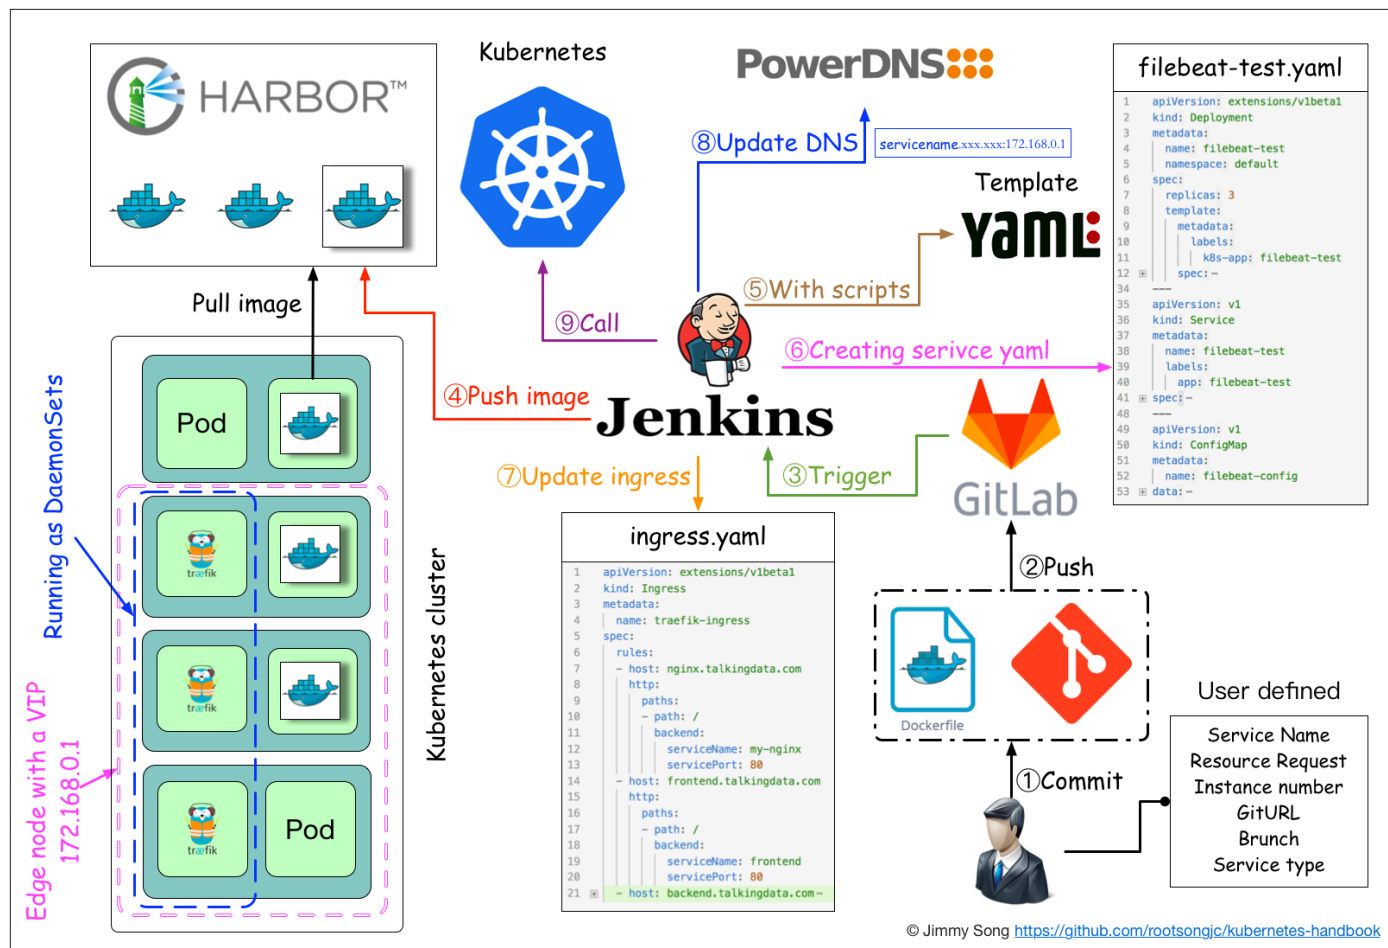 HARBOR™
Pull image
Kubernetes
PowerDNS
⑧Update DNS
servicename.xxx.xxx:172.168.0.1
Template
YAML
⑤With scripts
⑨Call
⑥Creating serivce yaml
④Push image
Jenkins
⑦Update ingress
③Trigger
GitLab
②Push
Dockerfile
①Commit
User defined
Service Name
Resource Request
Instance number
GitURL
Brunch
Service type
filebeat-test.yaml
1 apiVersion: extensions/v1beta1
2 kind: Deployment
3 metadata:
4 name: filebeat-test
5 namespace: default
6 spec:
7 replicas: 3
8 template:
9 metadata:
10 labels:
11 k8s-app: filebeat-test
12 spec:⋯
34 ---
35 apiVersion: v1
36 kind: Service
37 metadata:
38 name: filebeat-test
39 labels:
40 app: filebeat-test
41 spec:⋯
48 ---
49 apiVersion: v1
50 kind: ConfigMap
51 metadata:
52 name: filebeat-config
53 data:⋯
ingress.yaml
1 apiVersion: extensions/v1beta1
2 kind: Ingress
3 metadata:
4 name: traefik-ingress
5 spec:
6 rules:
7 - host: nginx.talkingdata.com
8 http:
9 paths:
10 - path: /
11 backend:
12 serviceName: my-nginx
13 servicePort: 80
14 - host: frontend.talkingdata.com
15 http:
16 paths:
17 - path: /
18 backend:
19 serviceName: frontend
20 servicePort: 80
21 - host: backend.talkingdata.com⋯
Pod
træfik
træfik
træfik
Pod
Kubernetes cluster
Running as DaemonSets
Edge node with a VIP
172.168.0.1
© Jimmy Song https://github.com/rootsongjc/kubernetes-handbook